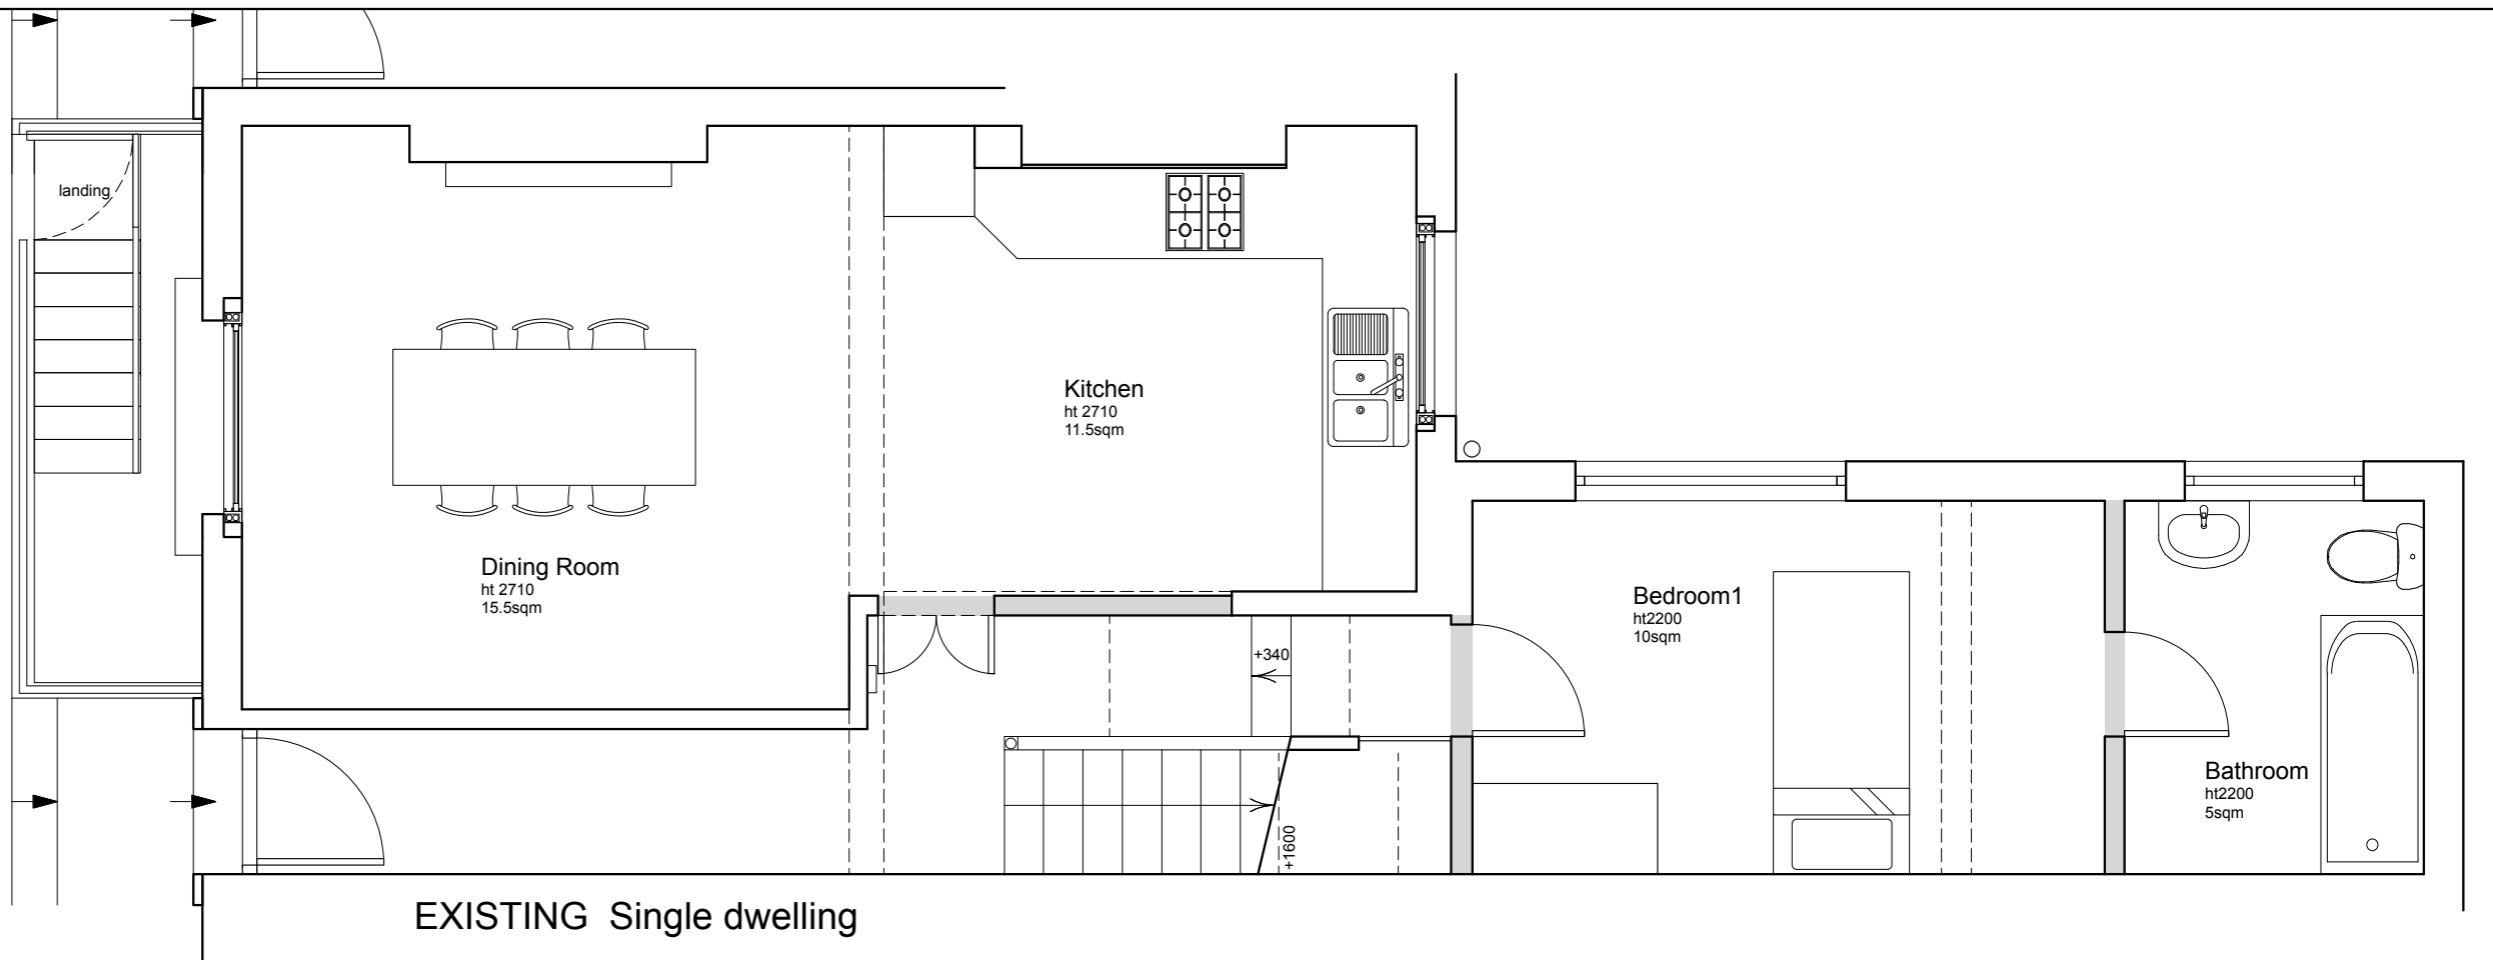 landing
Kitchen
ht 2710
11.5sqm
Dining Room
ht 2710
15.5sqm
Bedroom1
ht2200
10sqm
+340
Bathroom
ht2200
5sqm
+1600
EXISTING Single dwelling